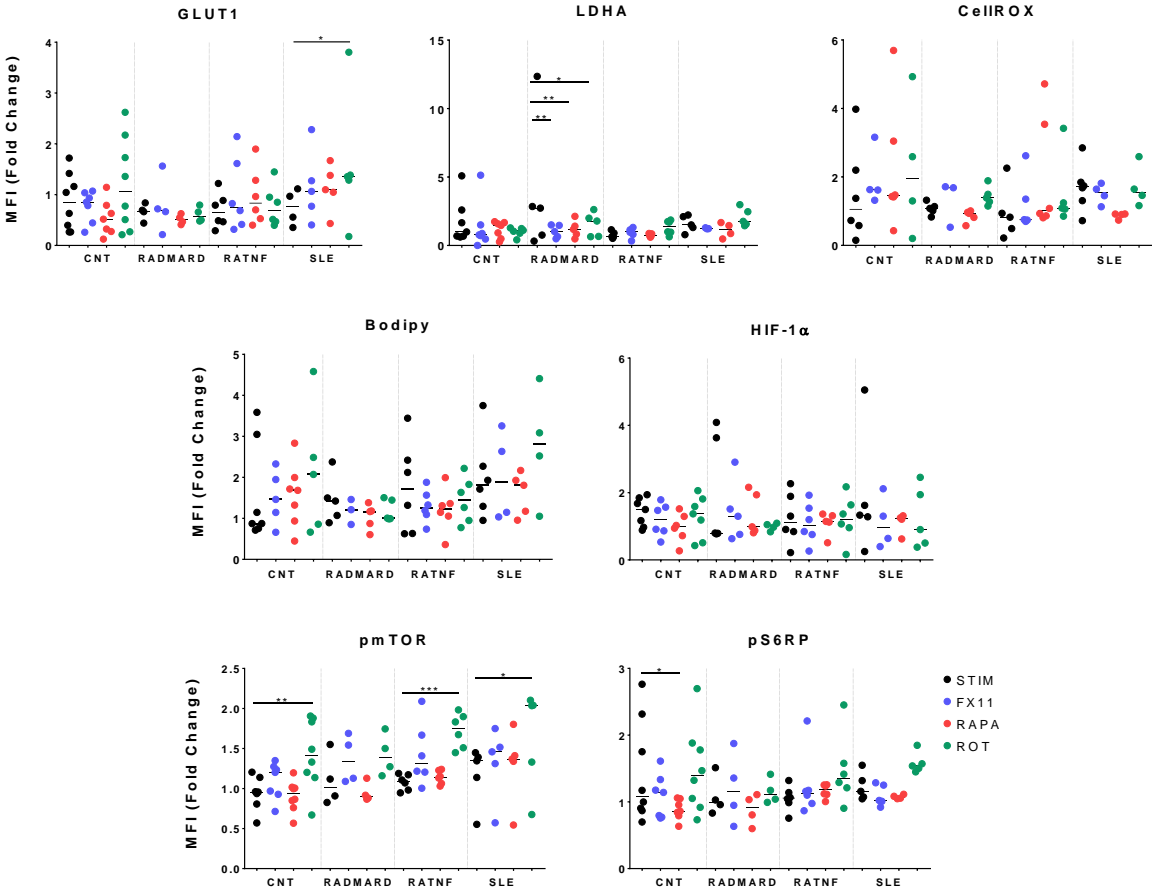 GLUT1
LDHA
CellROX
MFI (Fold Change)
4
3
2
1
0
*
CNT RADMARD RATNF SLE
15
10
5
0
*
**
**
CNT RADMARD RATNF SLE
6
4
2
0
CNT RADMARD RATNF SLE
Bodipy
HIF-1α
MFI (Fold Change)
5
4
3
2
1
0
CNT RADMARD RATNF SLE
6
4
2
0
CNT RADMARD RATNF SLE
pmTOR
pS6RP
MFI (Fold Change)
2.5
2.0
1.5
1.0
0.5
0.0
**
***
*
CNT RADMARD RATNF SLE
3
2
1
0
*
CNT RADMARD RATNF SLE
STIM
FX11
RAPA
ROT